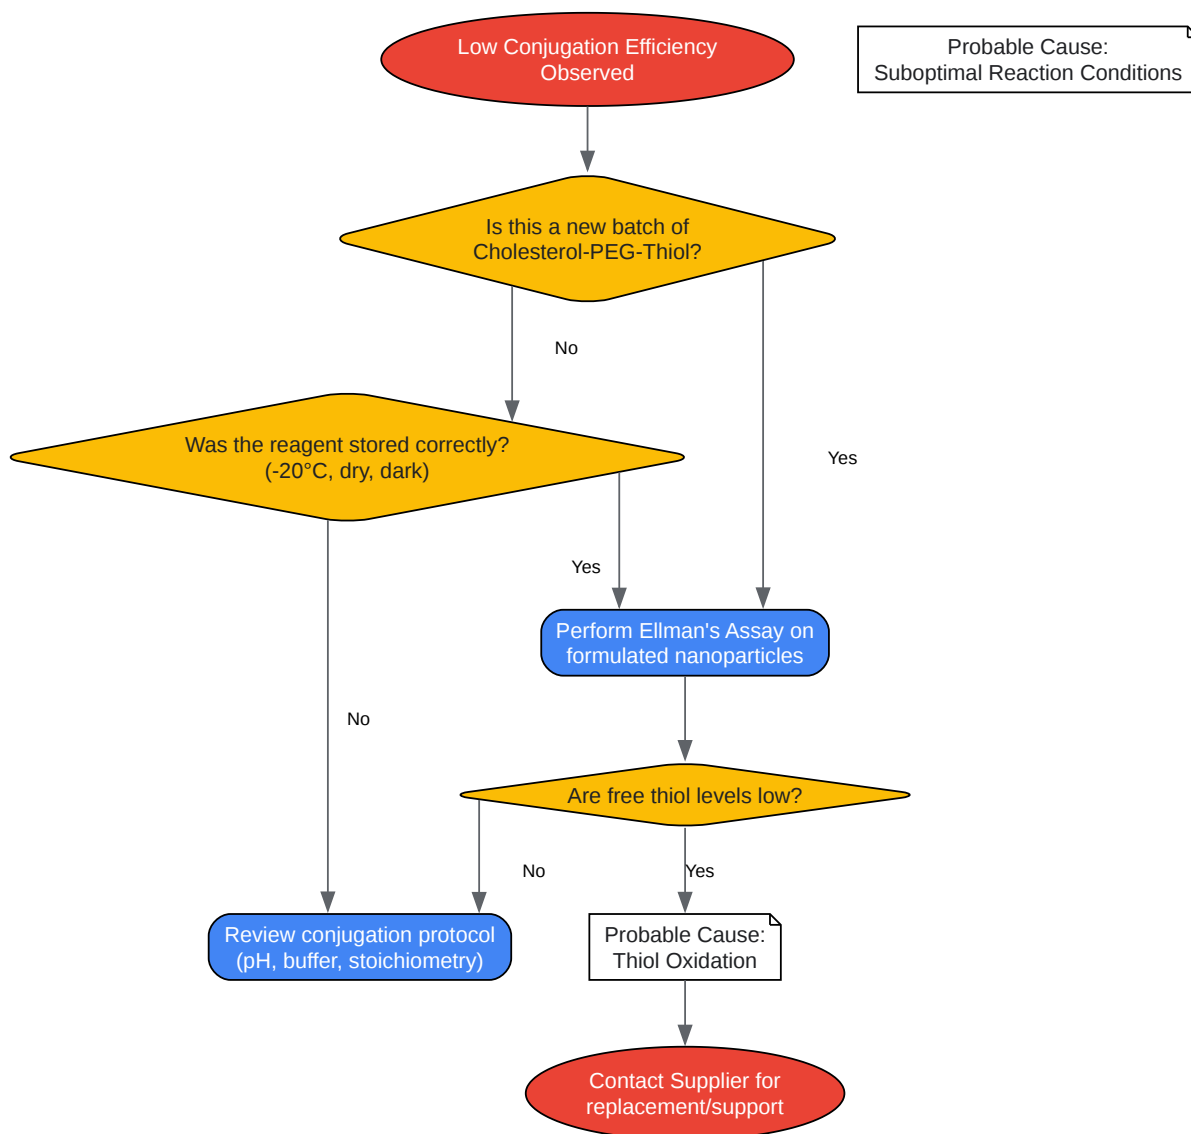 Low Conjugation Efficiency
Observed
Probable Cause:
Suboptimal Reaction Conditions
Is this a new batch of
Cholesterol-PEG-Thiol?
No
Was the reagent stored correctly?
(-20°C, dry, dark)
Yes
Yes
Perform Ellman's Assay on
formulated nanoparticles
No
Are free thiol levels low?
No
Yes
Review conjugation protocol
(pH, buffer, stoichiometry)
Probable Cause:
Thiol Oxidation
Contact Supplier for
replacement/support